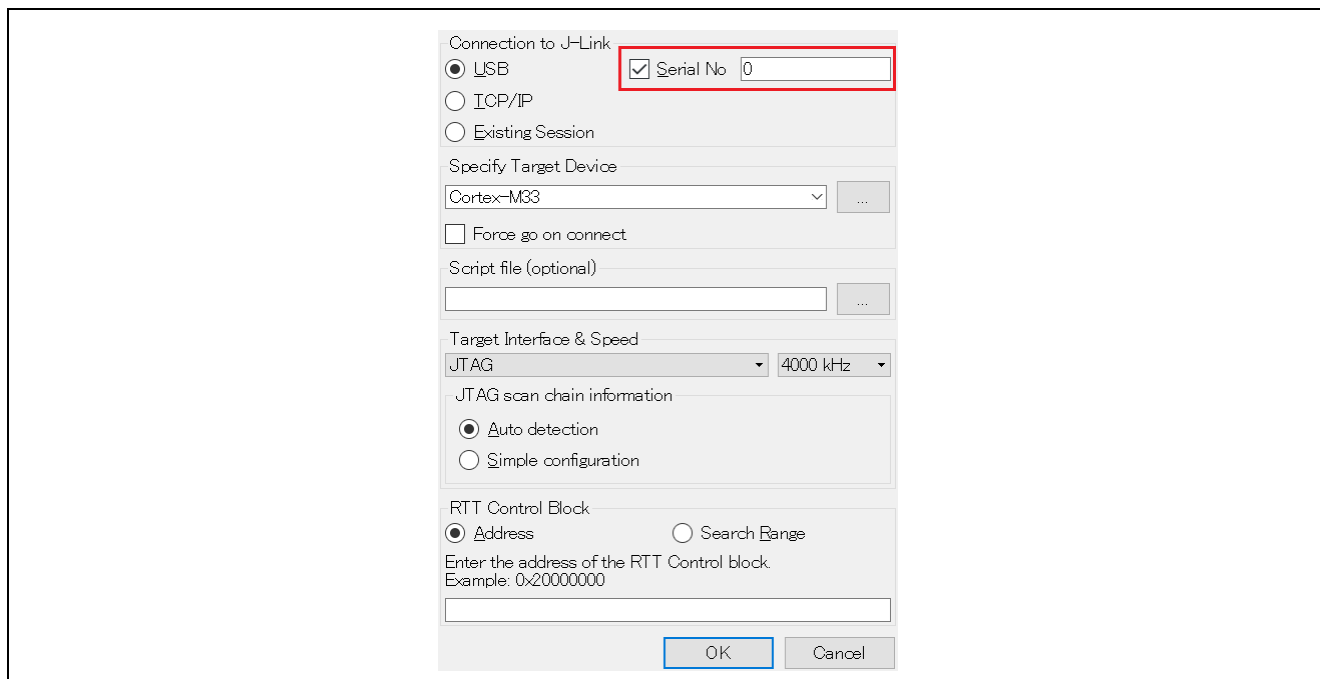 Connection to J-Link
USB Serial No 0
TCP/IP
Existing Session
Specify Target Device
Cortex-M33 ...
Force go on connect
Script file (optional)
...
Target Interface & Speed
JTAG 4000 kHz
JTAG scan chain information
Auto detection
Simple configuration
RTT Control Block
Address Search Range
Enter the address of the RTT Control block.
Example: 0x20000000
OK Cancel